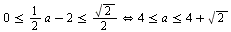 0 ≤ 1/2 a − 2 ≤ √2/2 ⇔ 4 ≤ a ≤ 4 + √2